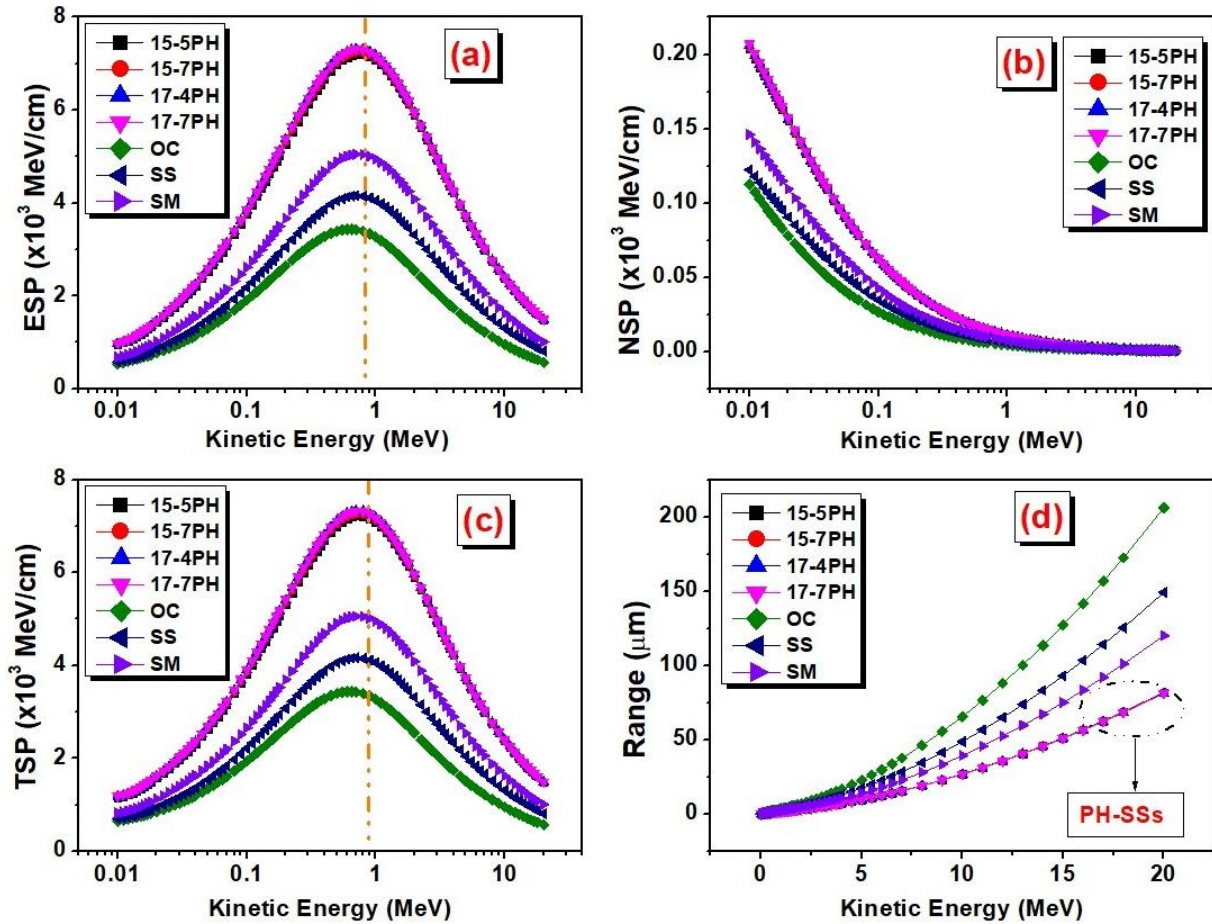 (a)
15-5PH
15-7PH
17-4PH
17-7PH
OC
SS
SM
ESP (x10³ MeV/cm)
8
6
4
2
0
0.01
0.1
1
10
Kinetic Energy (MeV)
(b)
15-5PH
15-7PH
17-4PH
17-7PH
OC
SS
SM
NSP (x10³ MeV/cm)
0.20
0.15
0.10
0.05
0.00
0.01
0.1
1
10
Kinetic Energy (MeV)
(c)
15-5PH
15-7PH
17-4PH
17-7PH
OC
SS
SM
TSP (x10³ MeV/cm)
8
6
4
2
0
0.01
0.1
1
10
Kinetic Energy (MeV)
(d)
15-5PH
15-7PH
17-4PH
17-7PH
OC
SS
SM
Range (μm)
200
150
100
50
0
PH-SSs
0
5
10
15
20
Kinetic Energy (MeV)